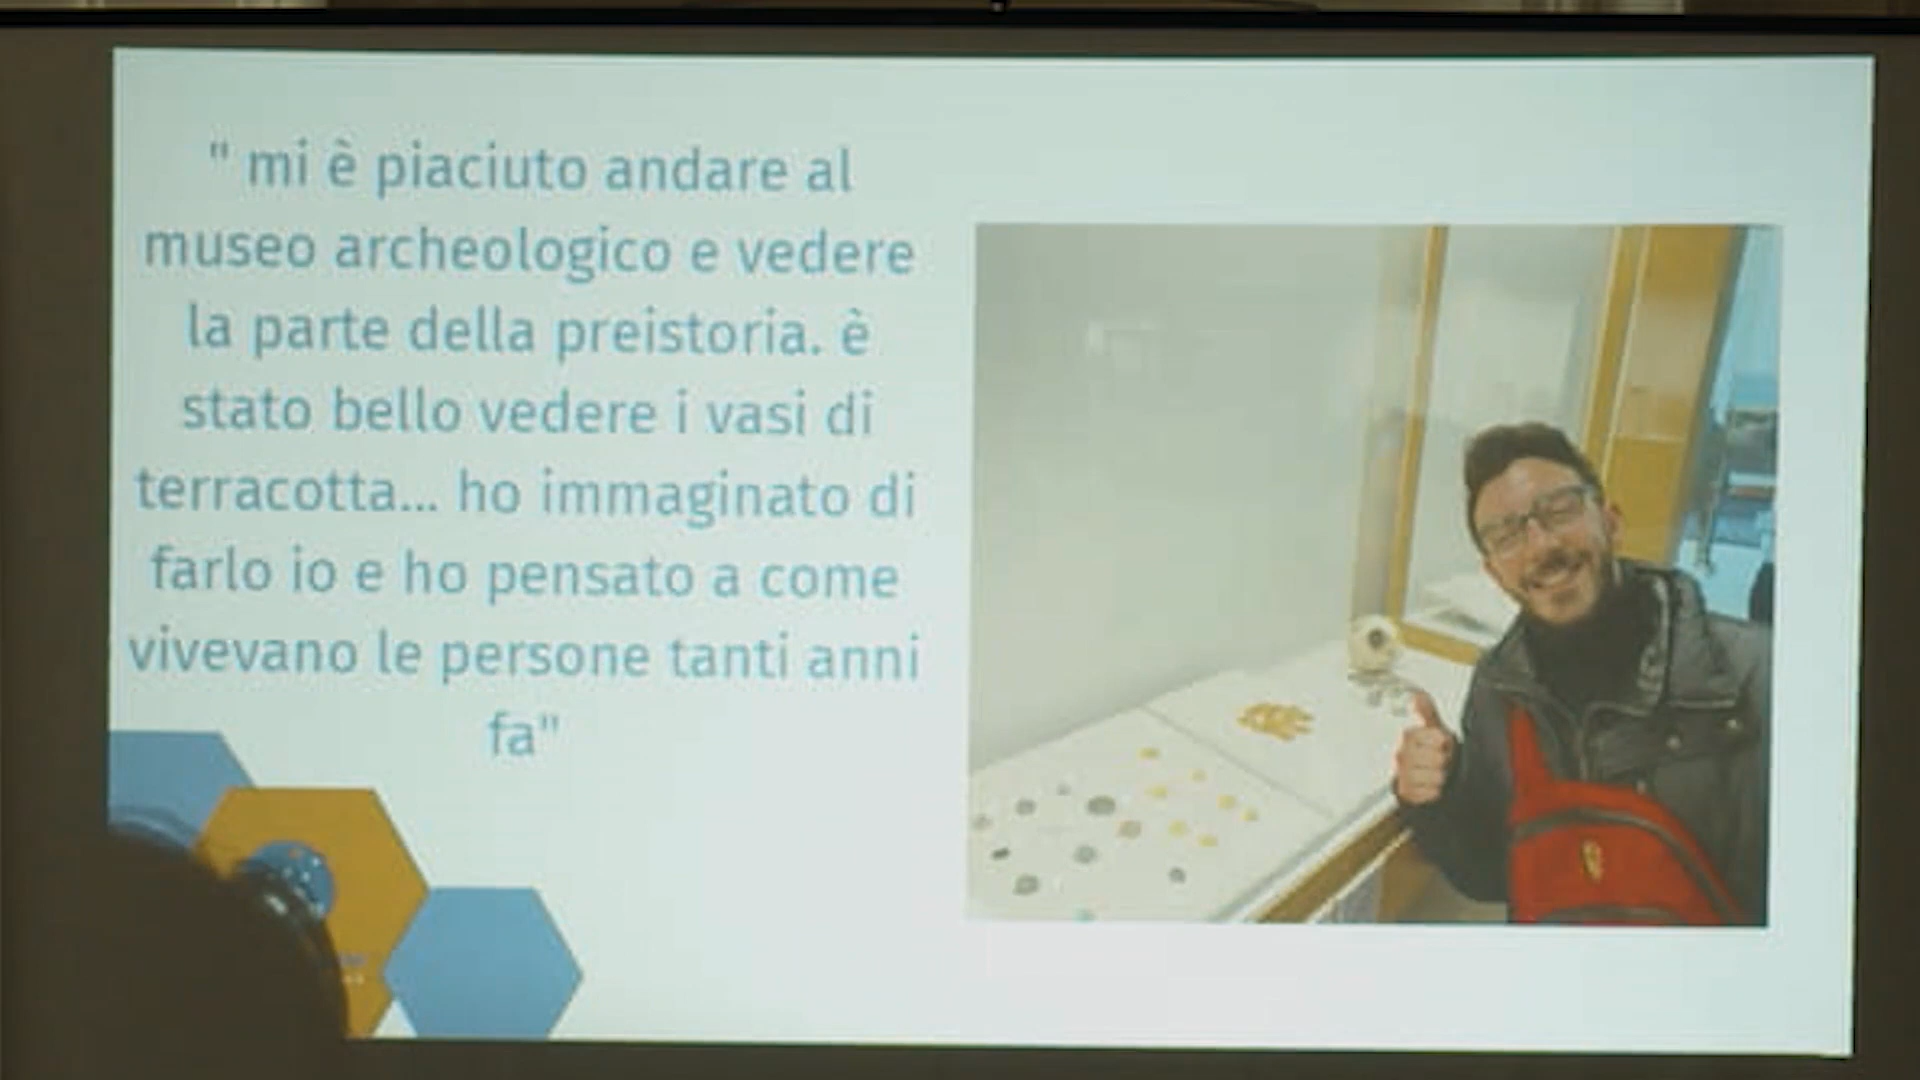 " mi è piaciuto andare al
museo archeologico e vedere
la parte della preistoria. è
stato bello vedere i vasi di
terracotta... ho immaginato di
farlo io e ho pensato a come
vivevano le persone tanti anni
fa"